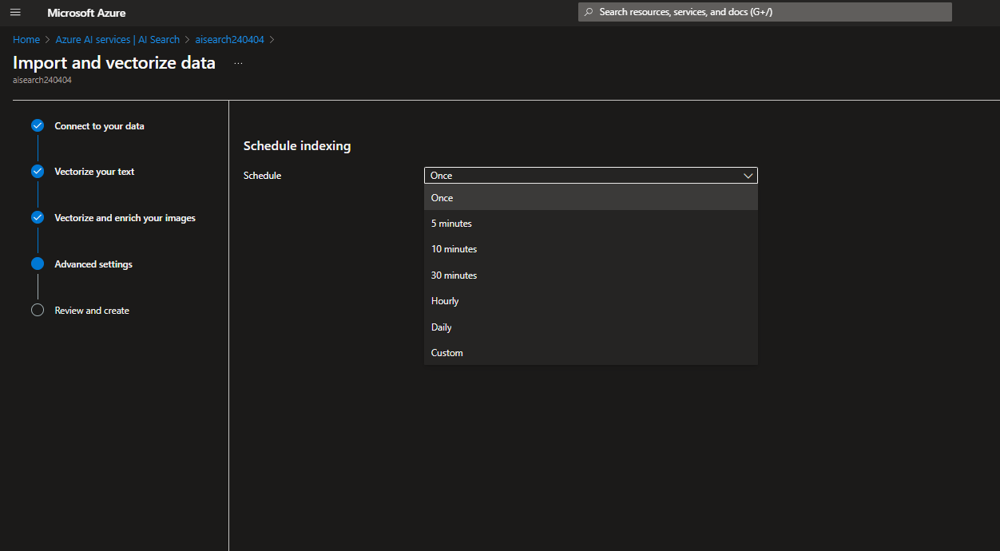 Microsoft Azure
Search resources, services, and docs (G+/)
Home > Azure AI services | AI Search > aisearch240404 >
Import and vectorize data ...
aisearch240404
Connect to your data
Vectorize your text
Vectorize and enrich your images
Advanced settings
Review and create
Schedule indexing
Schedule
Once
Once
5 minutes
10 minutes
30 minutes
Hourly
Daily
Custom